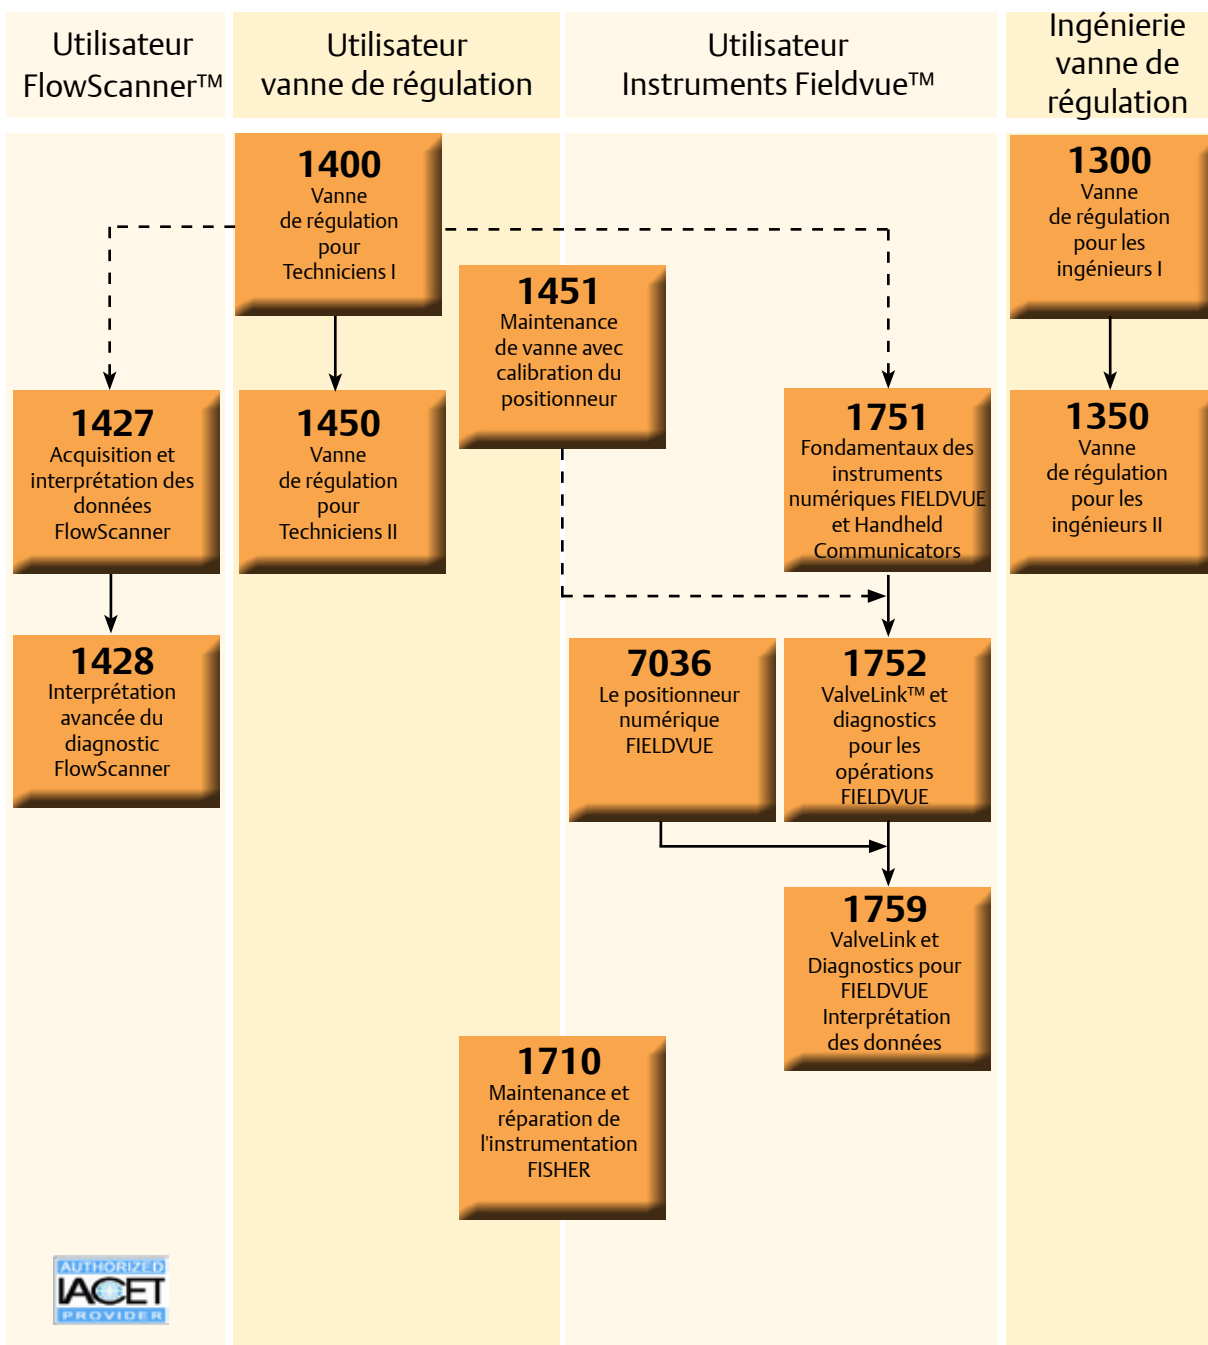 Utilisateur
FlowScanner™
Utilisateur
vanne de régulation
Utilisateur
Instruments Fieldvue™
Ingénierie
vanne de
régulation
1400
Vanne
de régulation
pour
Techniciens I
1300
Vanne
de régulation
pour les
ingénieurs I
1451
Maintenance
de vanne avec
calibration du
positionneur
1427
Acquisition et
interprétation des
données
FlowScanner
1450
Vanne
de régulation
pour
Techniciens II
1751
Fondamentaux des
instruments
numériques FIELDVUE
et Handheld
Communicators
1350
Vanne
de régulation
pour les
ingénieurs II
1428
Interprétation
avancée du
diagnostic
FlowScanner
7036
Le positionneur
numérique
FIELDVUE
1752
ValveLink™ et
diagnostics
pour les
opérations
FIELDVUE
1759
ValveLink et
Diagnostics pour
FIELDVUE
Interprétation
des données
1710
Maintenance et
réparation de
l'instrumentation
FISHER
AUTHORIZED
IACET
PROVIDER